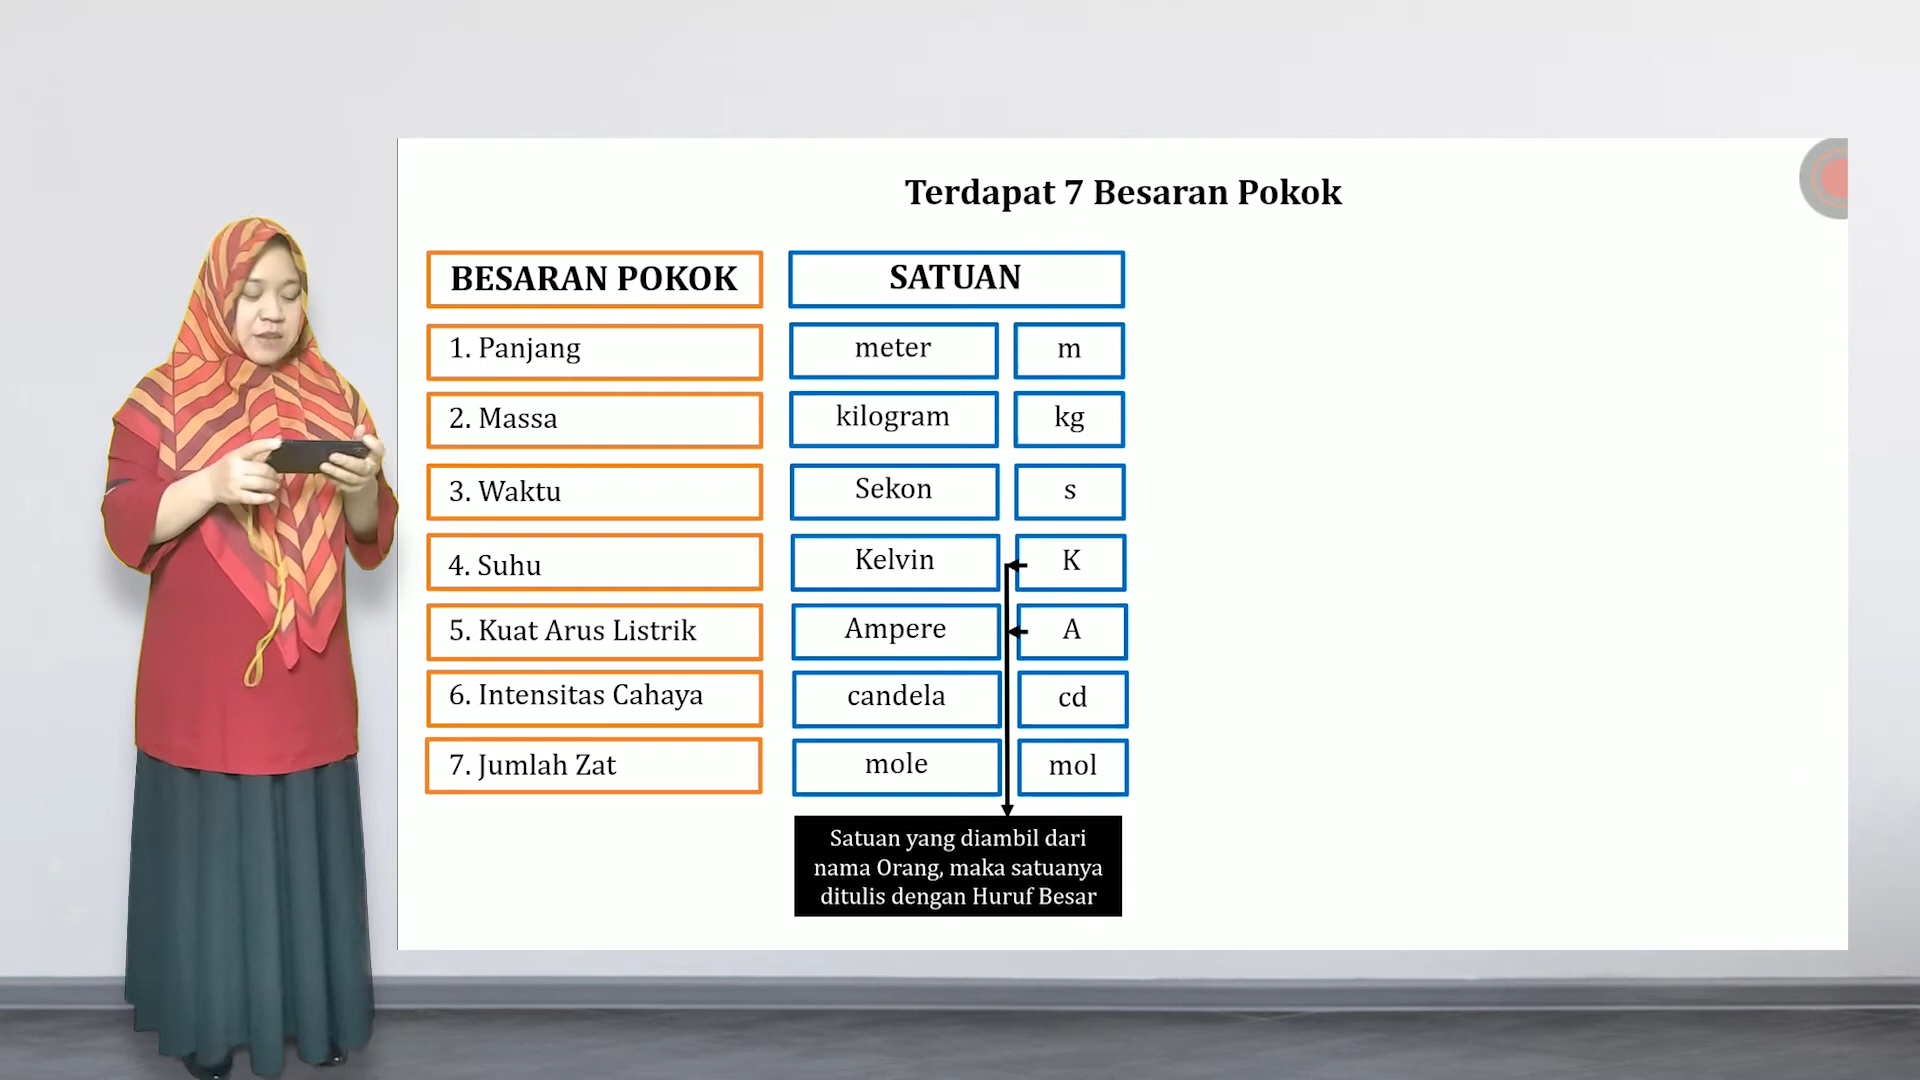 Terdapat 7 Besaran Pokok
BESARAN POKOK
SATUAN
1. Panjang
meter
m
2. Massa
kilogram
kg
3. Waktu
Sekon
s
4. Suhu
Kelvin
K
5. Kuat Arus Listrik
Ampere
A
6. Intensitas Cahaya
candela
cd
7. Jumlah Zat
mole
mol
Satuan yang diambil dari
nama Orang, maka satuanya
ditulis dengan Huruf Besar